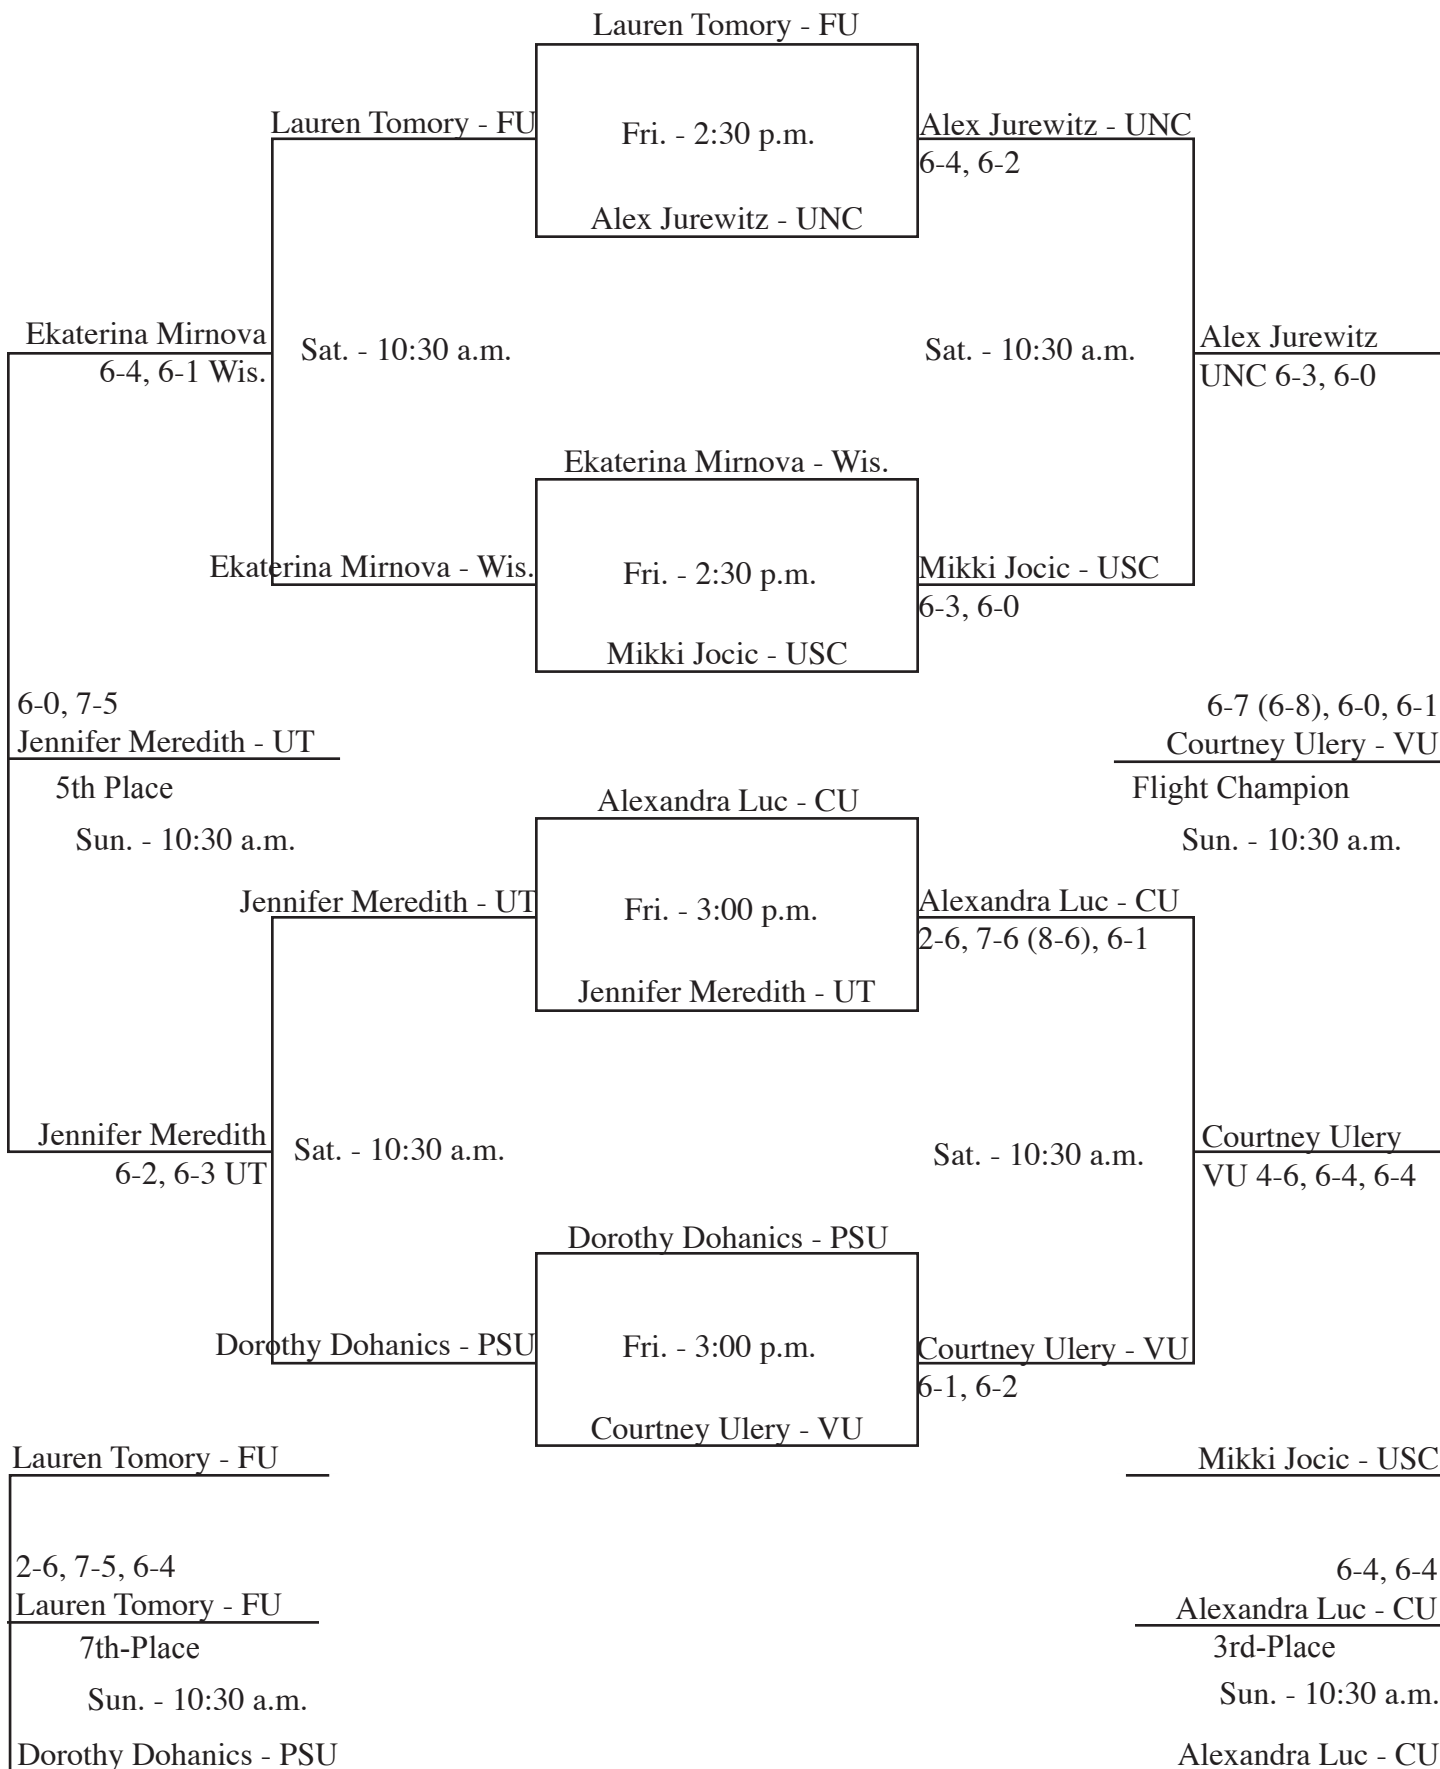 Lauren Tomory - FU
Lauren Tomory - FU
Fri. - 2:30 p.m.
Alex Jurewitz - UNC
6-4, 6-2
Alex Jurewitz - UNC
Ekaterina Mirnova
6-4, 6-1 Wis.
Sat. - 10:30 a.m.
Sat. - 10:30 a.m.
Alex Jurewitz
UNC 6-3, 6-0
Ekaterina Mirnova - Wis.
Ekaterina Mirnova - Wis.
Fri. - 2:30 p.m.
Mikki Jocic - USC
6-3, 6-0
Mikki Jocic - USC
6-0, 7-5
Jennifer Meredith - UT
5th Place
Sun. - 10:30 a.m.
6-7 (6-8), 6-0, 6-1
Courtney Ulery - VU
Flight Champion
Sun. - 10:30 a.m.
Alexandra Luc - CU
Jennifer Meredith - UT
Fri. - 3:00 p.m.
Alexandra Luc - CU
2-6, 7-6 (8-6), 6-1
Jennifer Meredith - UT
Jennifer Meredith
6-2, 6-3 UT
Sat. - 10:30 a.m.
Sat. - 10:30 a.m.
Courtney Ulery
VU 4-6, 6-4, 6-4
Dorothy Dohanics - PSU
Dorothy Dohanics - PSU
Fri. - 3:00 p.m.
Courtney Ulery - VU
6-1, 6-2
Courtney Ulery - VU
Lauren Tomory - FU
2-6, 7-5, 6-4
Lauren Tomory - FU
7th-Place
Sun. - 10:30 a.m.
Dorothy Dohanics - PSU
Mikki Jocic - USC
6-4, 6-4
Alexandra Luc - CU
3rd-Place
Sun. - 10:30 a.m.
Alexandra Luc - CU